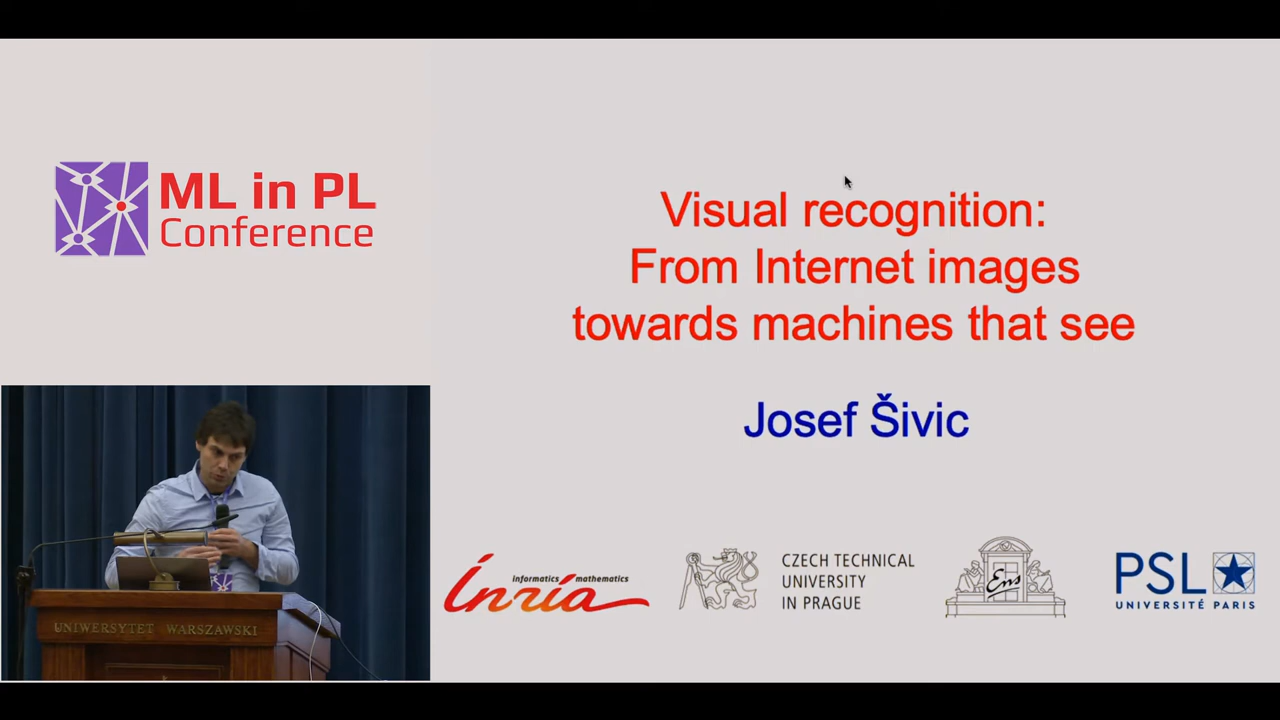 ML in PL
Conference
Visual recognition:
From Internet images
towards machines that see
Josef Šivic
informatics mathematics
Inria
CZECH TECHNICAL
UNIVERSITY
IN PRAGUE
Ens
PSL
UNIVERSITÉ PARIS
UNIWERSYTET WARSZAWSKI